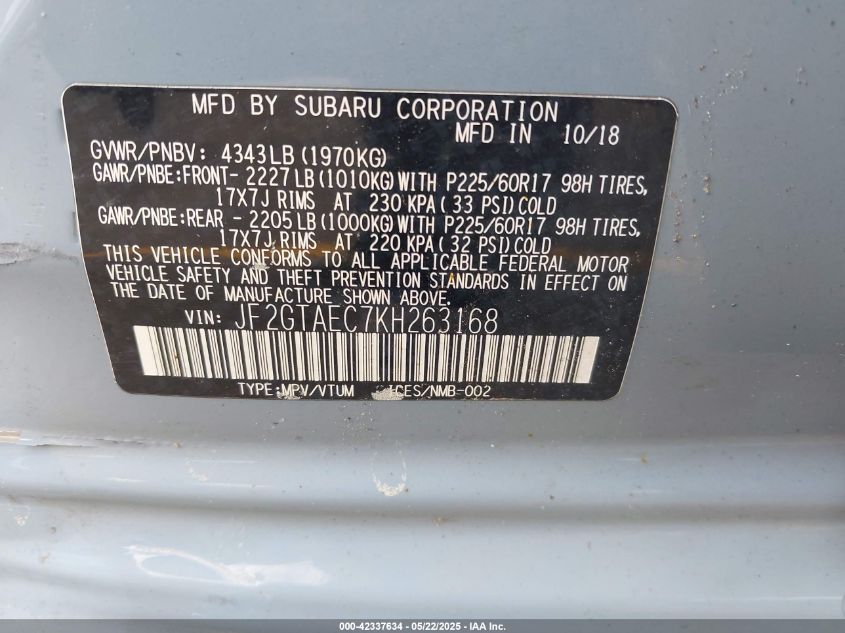 MFD BY SUBARU CORPORATION
MFD IN 10/18
GVWR/PNBV: 4343LB (1970KG)
GAWR/PNBE:FRONT- 2227LB(1010KG)WITH P225/60R17 98H TIRES,
17X7J RIMS AT 230 KPA( 33 PSI)COLD
GAWR/PNBE:REAR - 2205LB(1000KG)WITH P225/60R17 98H TIRES,
17X7J RIMS AT 220 KPA( 32 PSI)COLD
THIS VEHICLE CONFORMS TO ALL APPLICABLE FEDERAL MOTOR
VEHICLE SAFETY AND THEFT PREVENTION STANDARDS IN EFFECT ON
THE DATE OF MANUFACTURE SHOWN ABOVE.
VIN: JF2GTAEC7KH263168
TYPE:MPV/VTUM ICES/NMB-002
000-42337634 - 05/22/2025 - IAA Inc.